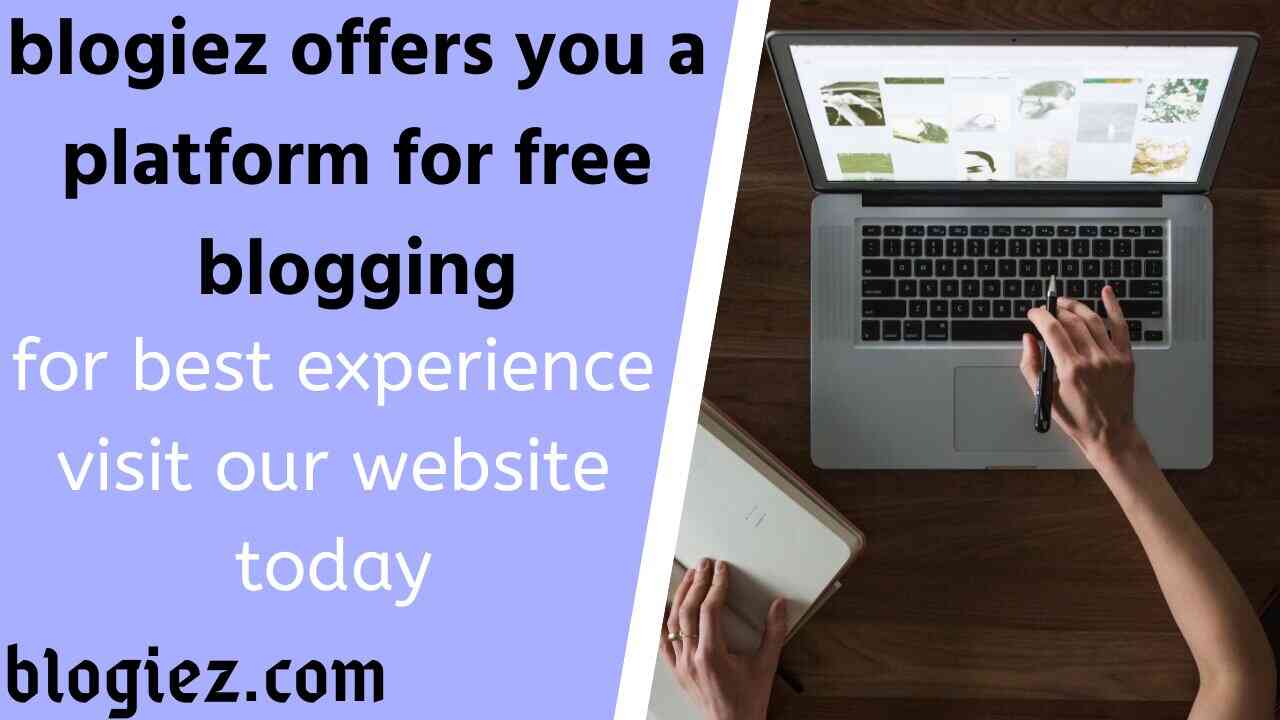 blogiez offers you a
platform for free
blogging
for best experience
visit our website
today
blogiez.com